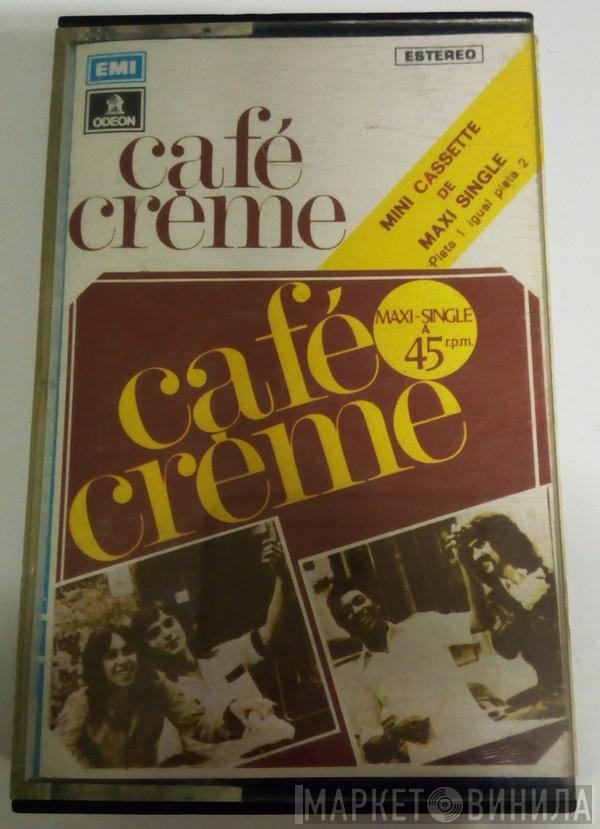 EMI
ODEON
ESTEREO
café
crème
MINI CASSETTE
DE
MAXI SINGLE
Pista 1 igual pista 2
café
crème
MAXI-SINGLE
A
45 r.p.m.
МАРКЕТ ВИНИЛА